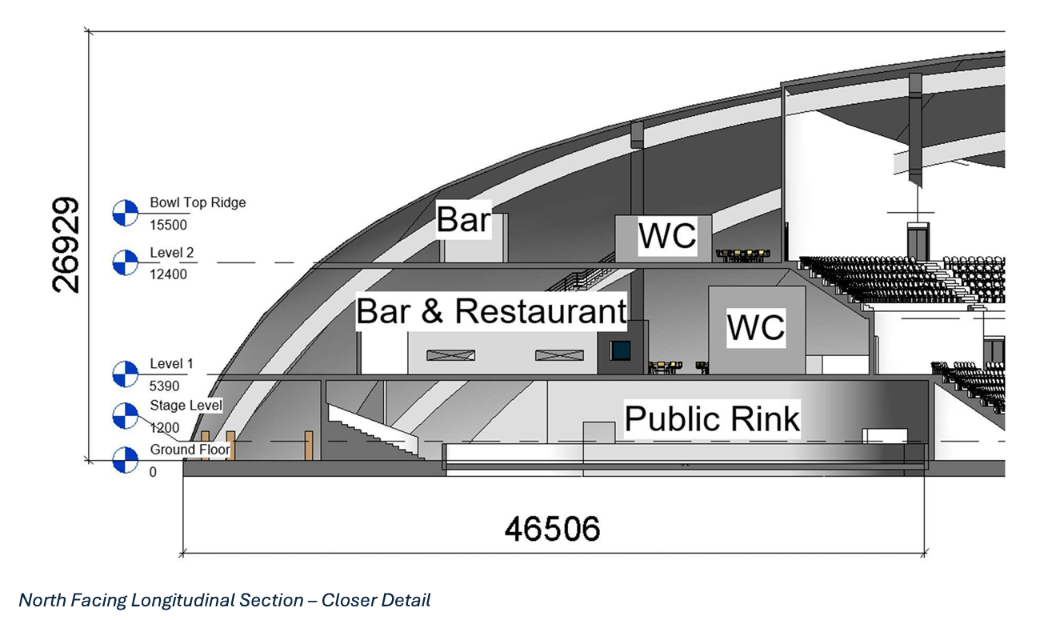 26929
Bowl Top Ridge
15500
Level 2
12400
Level 1
5390
Stage Level
1200
Ground Floor
0
Bar
WC
Bar & Restaurant
WC
Public Rink
46506
North Facing Longitudinal Section – Closer Detail